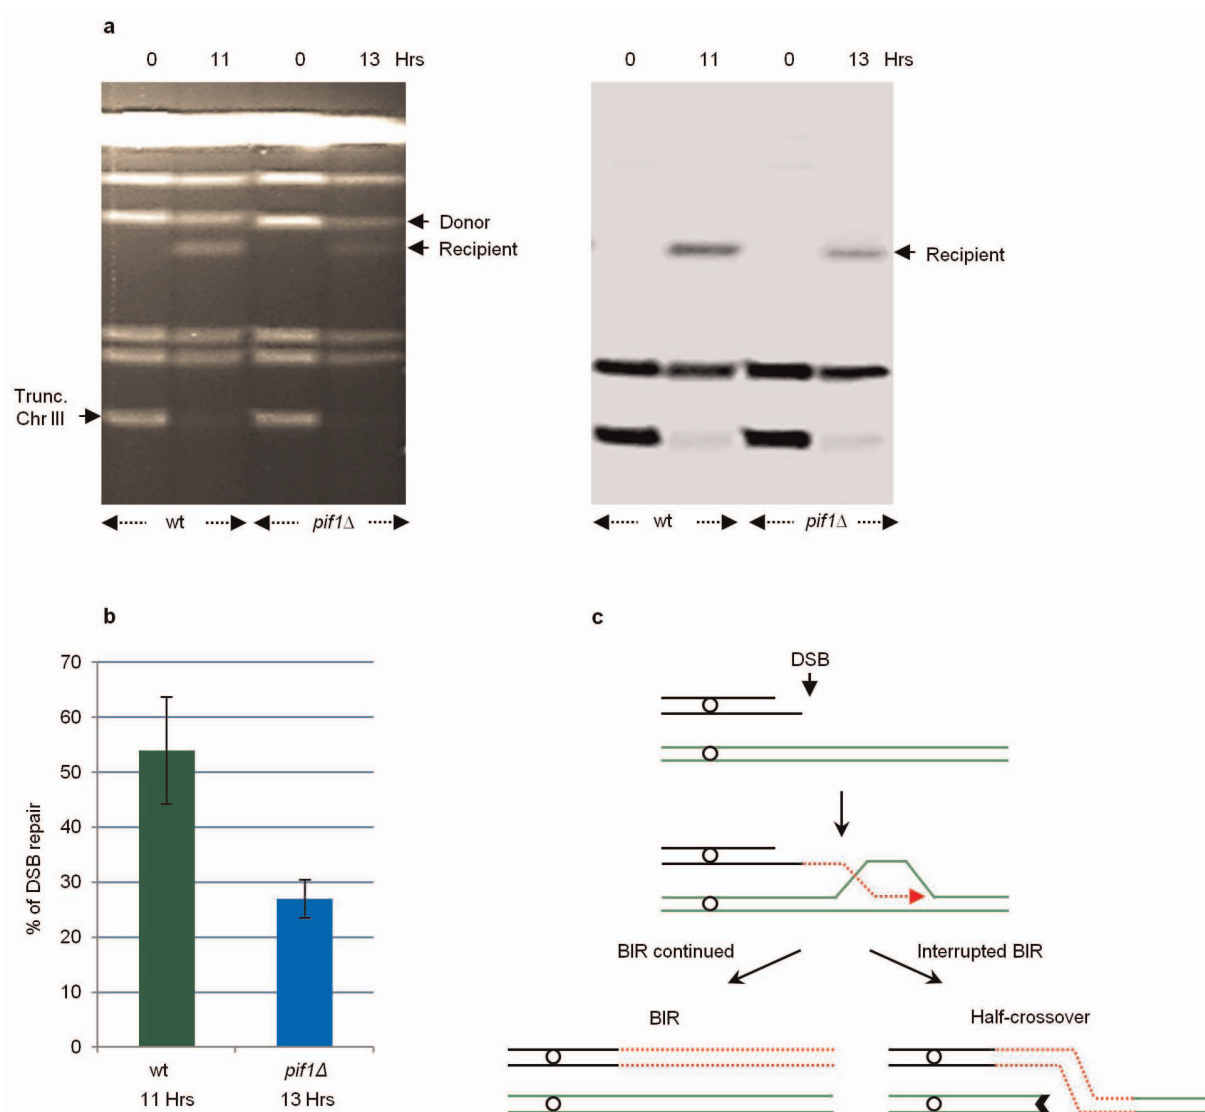 a
0 11 0 13 Hrs
Donor
Recipient
Trunc.
Chr III
wt pif1Δ
0 11 0 13 Hrs
Recipient
wt pif1Δ
b
% of DSB repair
70
60
50
40
30
20
10
0
wt pif1Δ
11 Hrs 13 Hrs
c
DSB
BIR continued Interrupted BIR
BIR Half-crossover